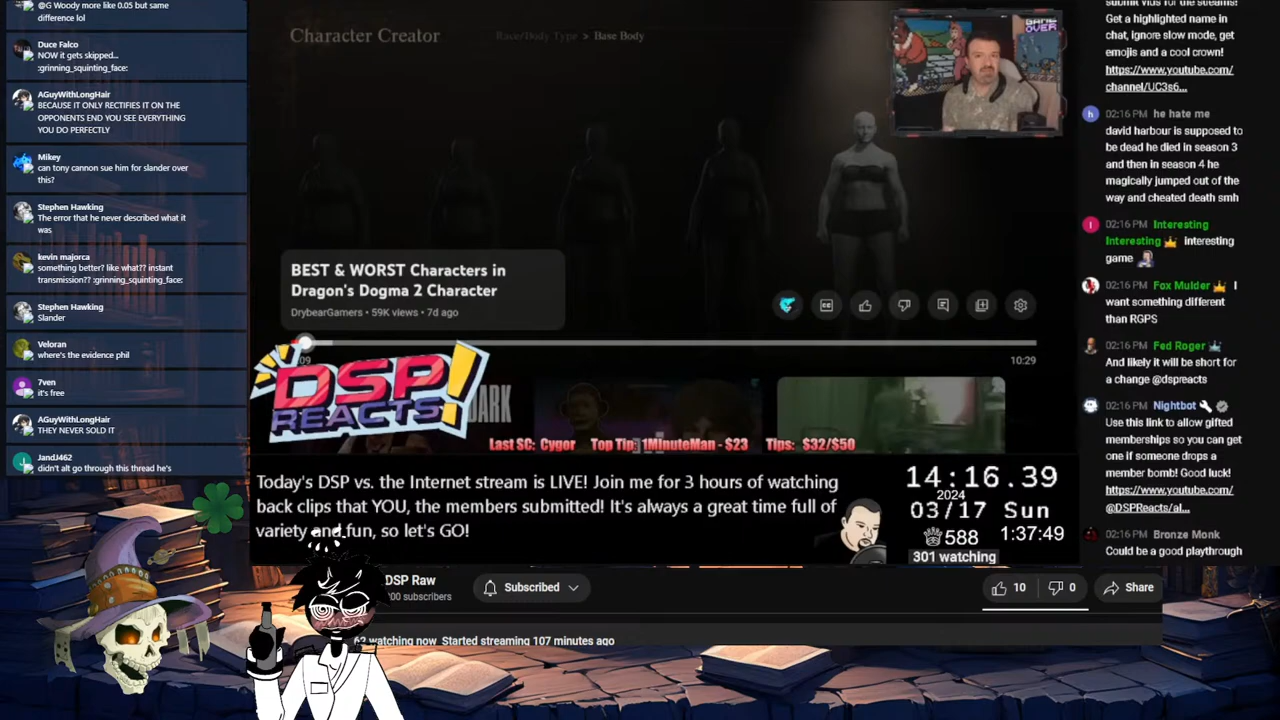 @G Woody more like 0.05 but same
difference lol
Duce Falco
NOW it gets skipped...
:grinning_squinting_face:
AGuyWithLongHair
BECAUSE IT ONLY RECTIFIES IT ON THE
OPPONENTS END YOU SEE EVERYTHING
YOU DO PERFECTLY
Mikey
can tony cannon sue him for slander over
this?
Stephen Hawking
The error that he never described what it
was
kevin majorca
something better? like what?? instant
transmission?? :grinning_squinting_face:
Stephen Hawking
Slander
Veloran
where's the evidence phil
7ven
it's free
AGuyWithLongHair
THEY NEVER SOLD IT
JandJ462
didn't alt go through this thread he's
Character Creator
Race/Body Type > Base Body
GAME
OVER
BEST & WORST Characters in
Dragon's Dogma 2 Character
DrybearGamers • 59K views • 7d ago
10:29
DSP
REACTS!
DARK
Last SC: Cygor Top Tip: 1MinuteMan - $23 Tips: $32/$50
Today's DSP vs. the Internet stream is LIVE! Join me for 3 hours of watching
back clips that YOU, the members submitted! It's always a great time full of
variety and fun, so let's GO!
14:16.39
2024
03/17 Sun
588
1:37:49
301 watching
DSP Raw
00 subscribers
Subscribed
10
0
Share
62 watching now Started streaming 107 minutes ago
submit vids for the streams!
Get a highlighted name in
chat, ignore slow mode, get
emojis and a cool crown!
https://www.youtube.com/
channel/UC3s6...
02:16 PM he hate me
david harbour is supposed to
be dead he died in season 3
and then in season 4 he
magically jumped out of the
way and cheated death smh
02:16 PM Interesting
Interesting interesting
game
02:16 PM Fox Mulder I
want something different
than RGPS
02:16 PM Fed Roger
And likely it will be short for
a change @dspreacts
02:16 PM Nightbot
Use this link to allow gifted
memberships so you can get
one if someone drops a
member bomb! Good luck!
https://www.youtube.com/
@DSPReacts/al...
02:16 PM Bronze Monk
Could be a good playthrough